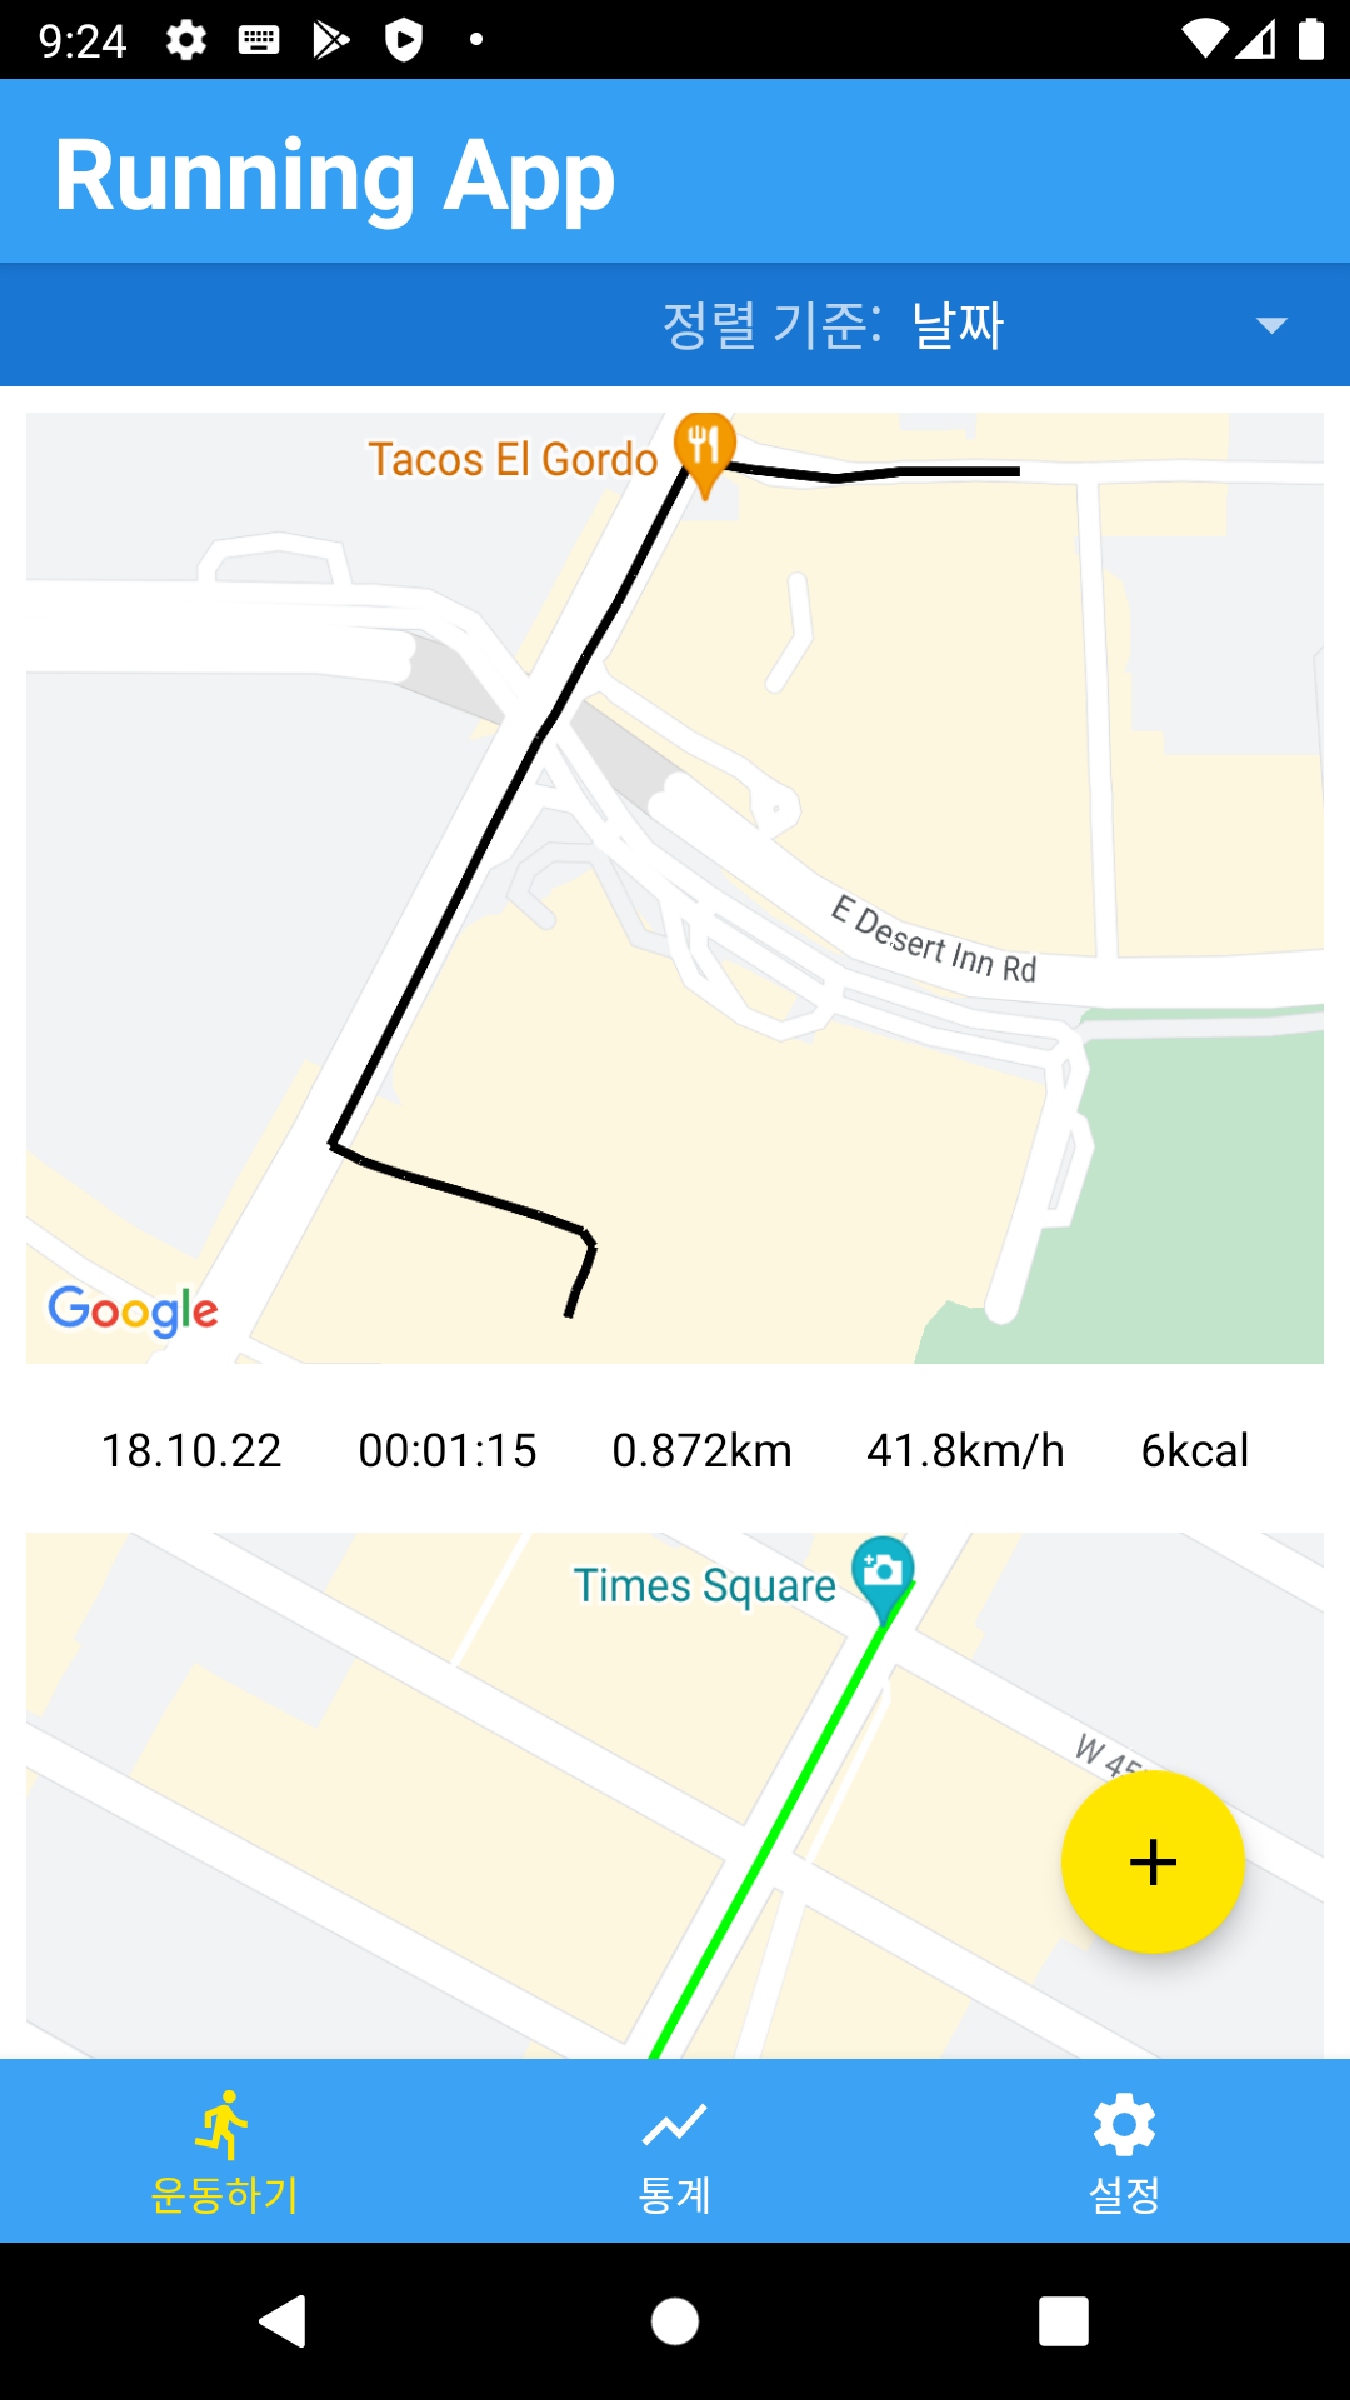 9:24
Running App
정렬 기준: 날짜
Tacos El Gordo
E Desert Inn Rd
Google
18.10.22 00:01:15 0.872km 41.8km/h 6kcal
Times Square
W 45
운동하기 통계 설정